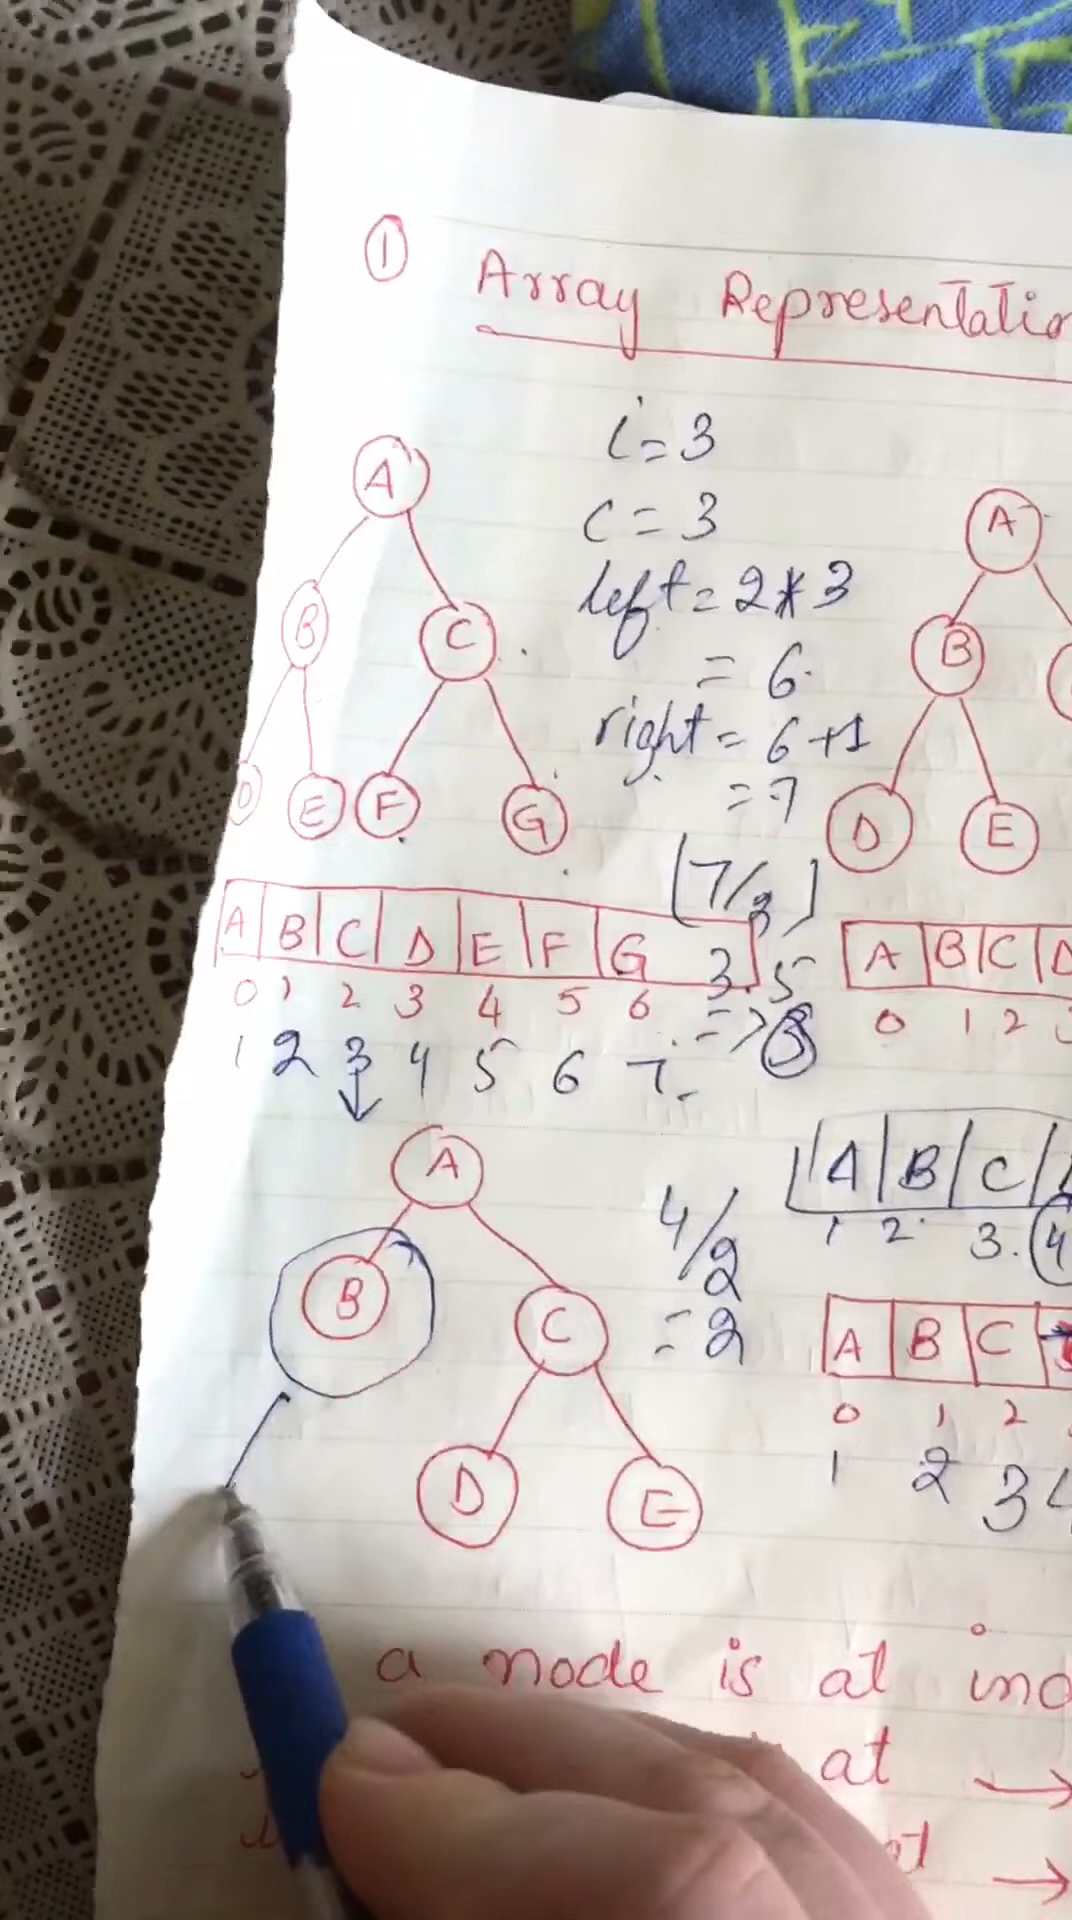 1 Array
i = 3
c = 3
A
A
left = 2 * 3
B
C
B
= 6
right = 6 + 1
= 7
D
E
F
G
D
E
[7/2]
A B C D E F G
3.5
A B C D
0 1 2 3 4 5 6
=> 3
0 1 2
1 2 3 4 5 6 7
A
A B C
4/2
1 2 3. 4
B
C
= 2
A B C
0 1 2
D
E
1 2 3 4
a node is at
at →
→